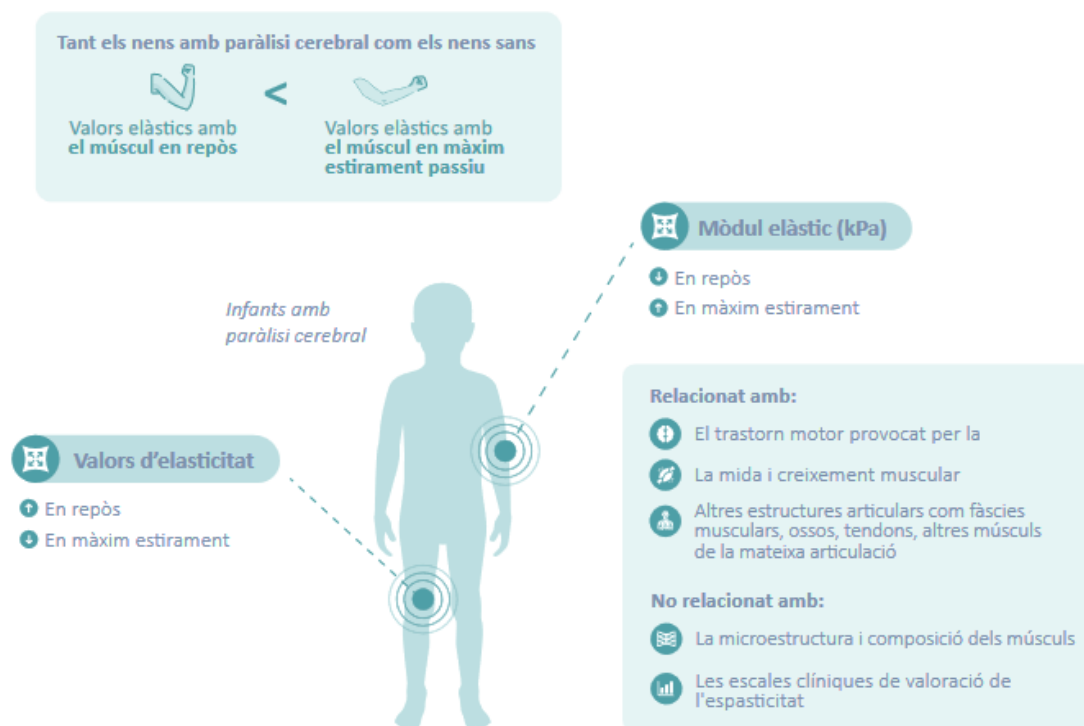 Tant els nens amb paràlisi cerebral com els nens sans
<
Valors elàstics amb
el múscul en repòs
Valors elàstics amb
el múscul en màxim
estirament passiu
Mòdul elàstic (kPa)
En repòs
En màxim estirament
Infants amb
paràlisi cerebral
Valors d'elasticitat
En repòs
En màxim estirament
Relacionat amb:
El trastorn motor provocat per la
La mida i creixement muscular
Altres estructures articulars com fàscies
musculars, ossos, tendons, altres músculs
de la mateixa articulació
No relacionat amb:
La microestructura i composició dels músculs
Les escales clíniques de valoració de
l'espasticitat